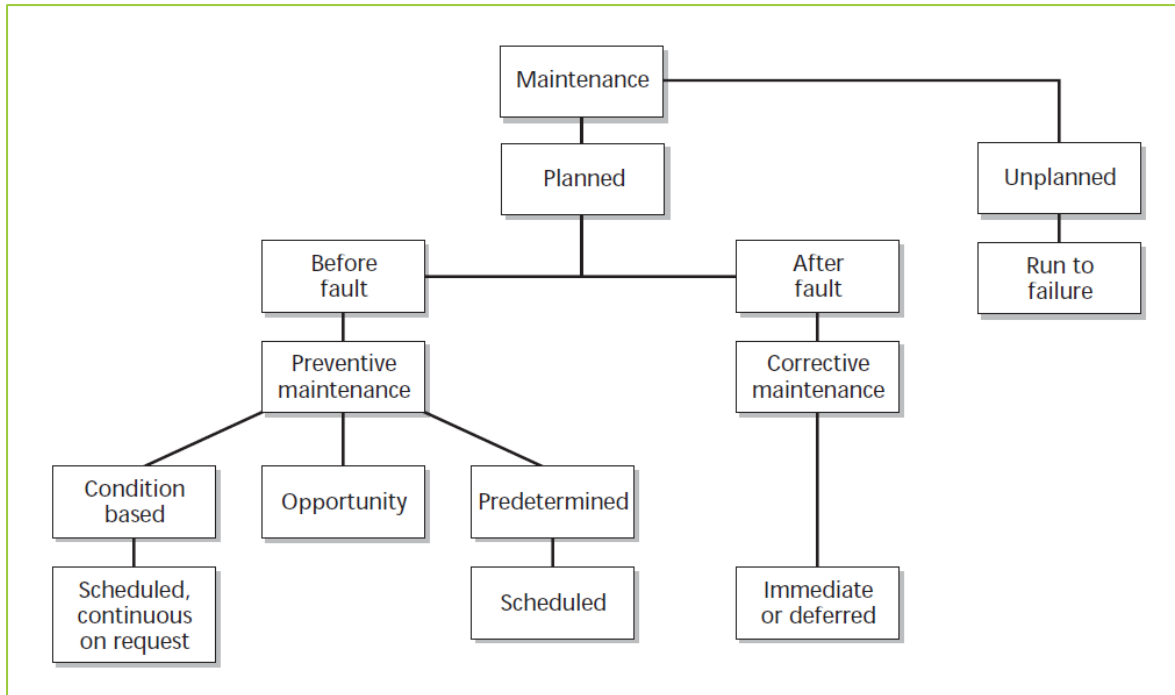 Maintenance
Planned
Unplanned
Before
fault
After
fault
Run to
failure
Preventive
maintenance
Corrective
maintenance
Condition
based
Opportunity
Predetermined
Scheduled,
continuous
on request
Scheduled
Immediate
or deferred